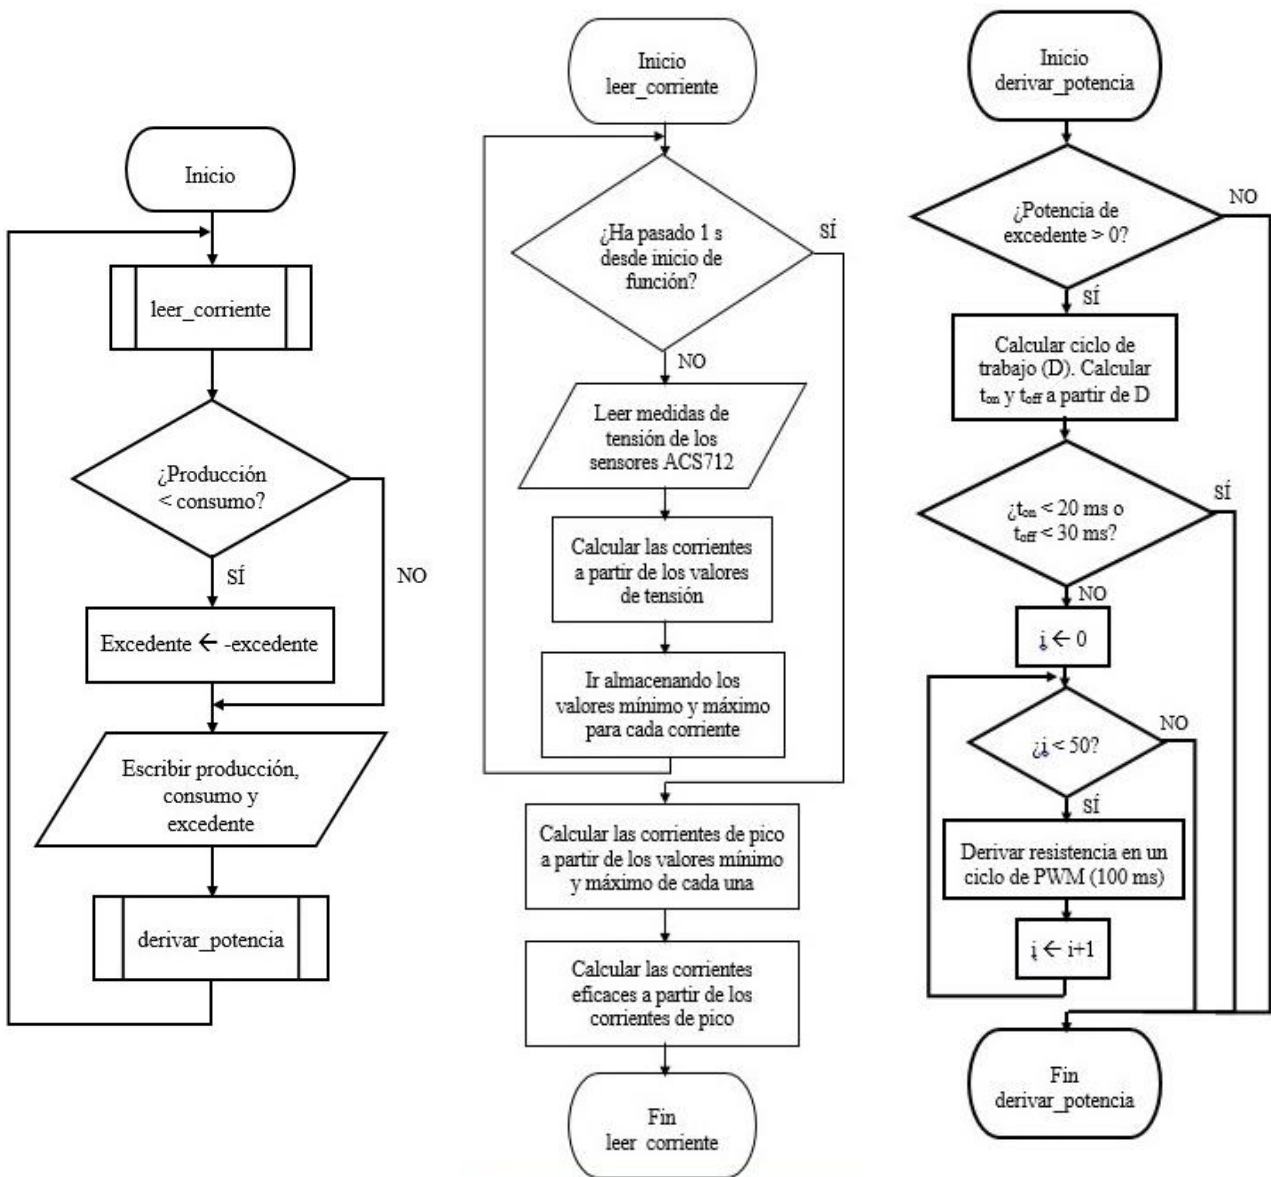 Inicio
leer_corriente
¿Producción
< consumo?
SÍ
NO
Excedente ← -excedente
Escribir producción,
consumo y
excedente
derivar_potencia
Inicio
leer_corriente
¿Ha pasado 1 s
desde inicio de
función?
SÍ
NO
Leer medidas de
tensión de los
sensores ACS712
Calcular las corrientes
a partir de los valores
de tensión
Ir almacenando los
valores mínimo y máximo
para cada corriente
Calcular las corrientes de pico
a partir de los valores mínimo
y máximo de cada una
Calcular las corrientes
eficaces a partir de los
corrientes de pico
Fin
leer_corriente
Inicio
derivar_potencia
¿Potencia de
excedente > 0?
NO
SÍ
Calcular ciclo de
trabajo (D). Calcular
tₒₙ y tₒff a partir de D
¿tₒₙ < 20 ms o
tₒff < 30 ms?
SÍ
NO
i ← 0
¿i < 50?
NO
SÍ
Derivar resistencia en un
ciclo de PWM (100 ms)
i ← i+1
Fin
derivar_potencia